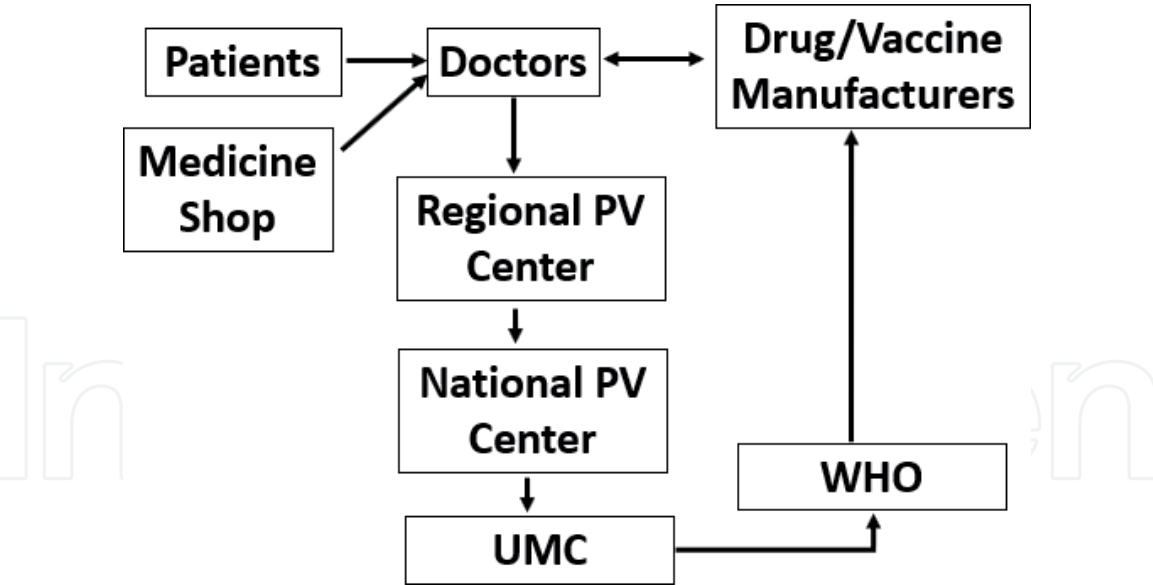 Patients
Doctors
Drug/Vaccine
Manufacturers
Medicine
Shop
Regional PV
Center
National PV
Center
WHO
UMC